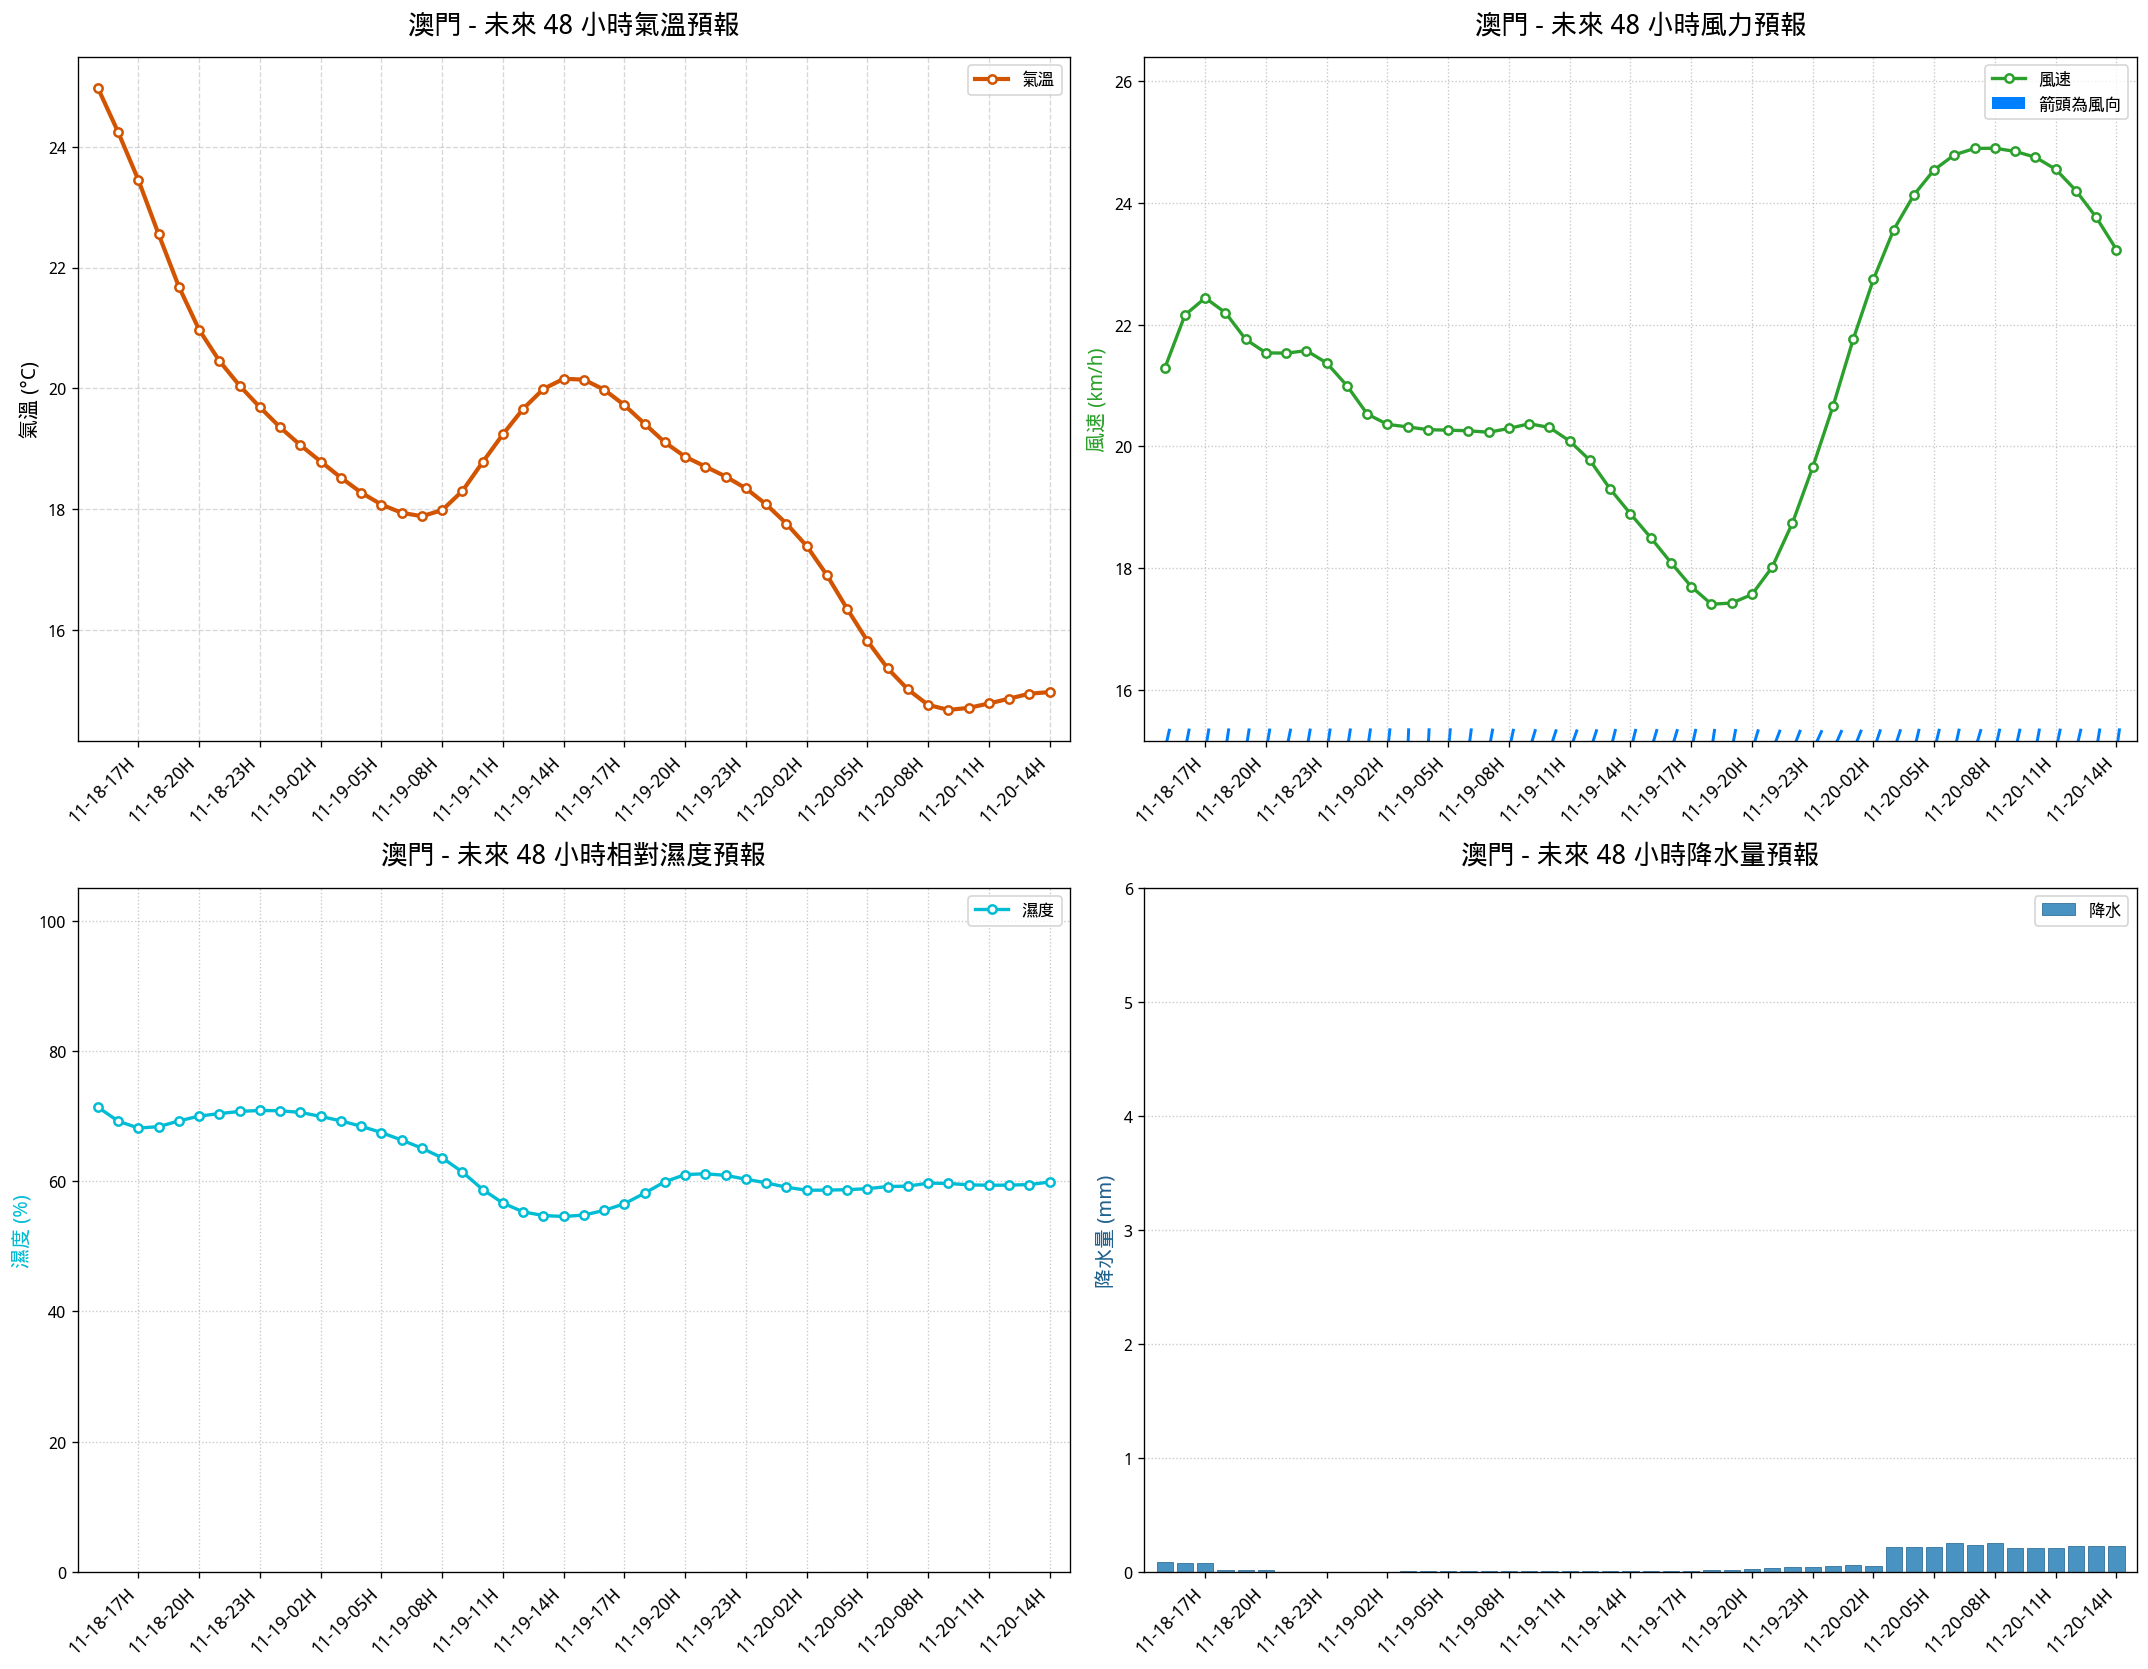 澳門 - 未來 48 小時氣溫預報
氣溫
氣溫 (°C)
24
22
20
18
16
11-18-17H
11-18-20H
11-18-23H
11-19-02H
11-19-05H
11-19-08H
11-19-11H
11-19-14H
11-19-17H
11-19-20H
11-19-23H
11-20-02H
11-20-05H
11-20-08H
11-20-11H
11-20-14H
澳門 - 未來 48 小時風力預報
風速
箭頭為風向
風速 (km/h)
26
24
22
20
18
16
11-18-17H
11-18-20H
11-18-23H
11-19-02H
11-19-05H
11-19-08H
11-19-11H
11-19-14H
11-19-17H
11-19-20H
11-19-23H
11-20-02H
11-20-05H
11-20-08H
11-20-11H
11-20-14H
澳門 - 未來 48 小時相對濕度預報
濕度
濕度 (%)
100
80
60
40
20
0
11-18-17H
11-18-20H
11-18-23H
11-19-02H
11-19-05H
11-19-08H
11-19-11H
11-19-14H
11-19-17H
11-19-20H
11-19-23H
11-20-02H
11-20-05H
11-20-08H
11-20-11H
11-20-14H
澳門 - 未來 48 小時降水量預報
降水
降水量 (mm)
6
5
4
3
2
1
0
11-18-17H
11-18-20H
11-18-23H
11-19-02H
11-19-05H
11-19-08H
11-19-11H
11-19-14H
11-19-17H
11-19-20H
11-19-23H
11-20-02H
11-20-05H
11-20-08H
11-20-11H
11-20-14H